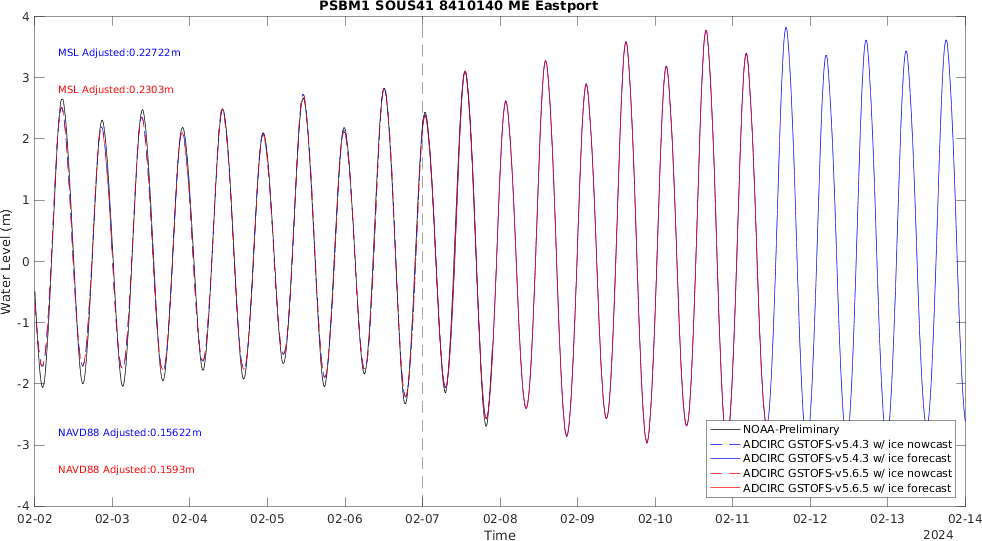 PSBM1 SOUS41 8410140 ME Eastport
4
3
2
1
0
-1
-2
-3
-4
Water Level (m)
MSL Adjusted:0.22722m
MSL Adjusted:0.2303m
NAVD88 Adjusted:0.15622m
NAVD88 Adjusted:0.1593m
NOAA-Preliminary
ADCIRC GSTOFS-v5.4.3 w/ ice nowcast
ADCIRC GSTOFS-v5.4.3 w/ ice forecast
ADCIRC GSTOFS-v5.6.5 w/ ice nowcast
ADCIRC GSTOFS-v5.6.5 w/ ice forecast
02-02 02-03 02-04 02-05 02-06 02-07 02-08 02-09 02-10 02-11 02-12 02-13 02-14
Time
2024